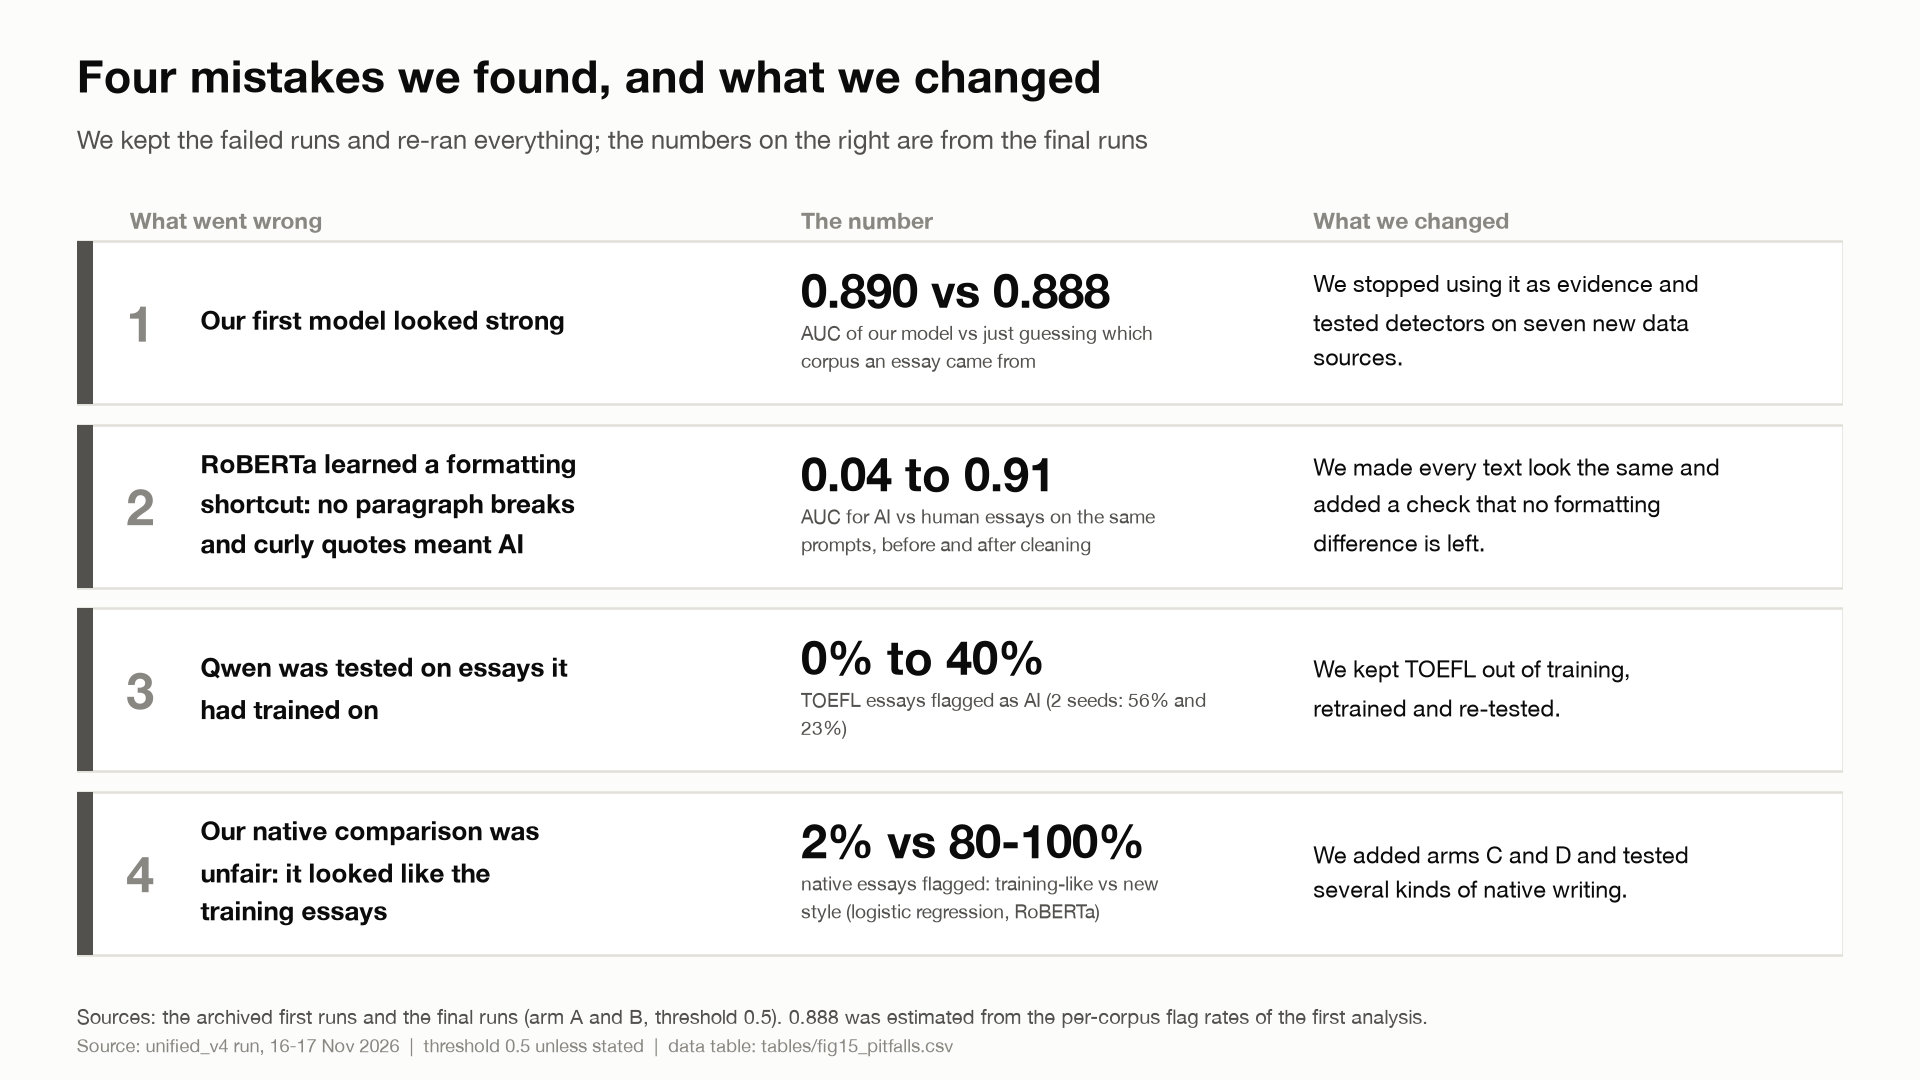 Four mistakes we found, and what we changed
We kept the failed runs and re-ran everything; the numbers on the right are from the final runs
What went wrong
The number
What we changed
1
Our first model looked strong
0.890 vs 0.888
AUC of our model vs just guessing which
corpus an essay came from
We stopped using it as evidence and
tested detectors on seven new data
sources.
2
RoBERTa learned a formatting
shortcut: no paragraph breaks
and curly quotes meant AI
0.04 to 0.91
AUC for AI vs human essays on the same
prompts, before and after cleaning
We made every text look the same and
added a check that no formatting
difference is left.
3
Qwen was tested on essays it
had trained on
0% to 40%
TOEFL essays flagged as AI (2 seeds: 56% and
23%)
We kept TOEFL out of training,
retrained and re-tested.
4
Our native comparison was
unfair: it looked like the
training essays
2% vs 80-100%
native essays flagged: training-like vs new
style (logistic regression, RoBERTa)
We added arms C and D and tested
several kinds of native writing.
Sources: the archived first runs and the final runs (arm A and B, threshold 0.5). 0.888 was estimated from the per-corpus flag rates of the first analysis.
Source: unified_v4 run, 16-17 Nov 2026 | threshold 0.5 unless stated | data table: tables/fig15_pitfalls.csv